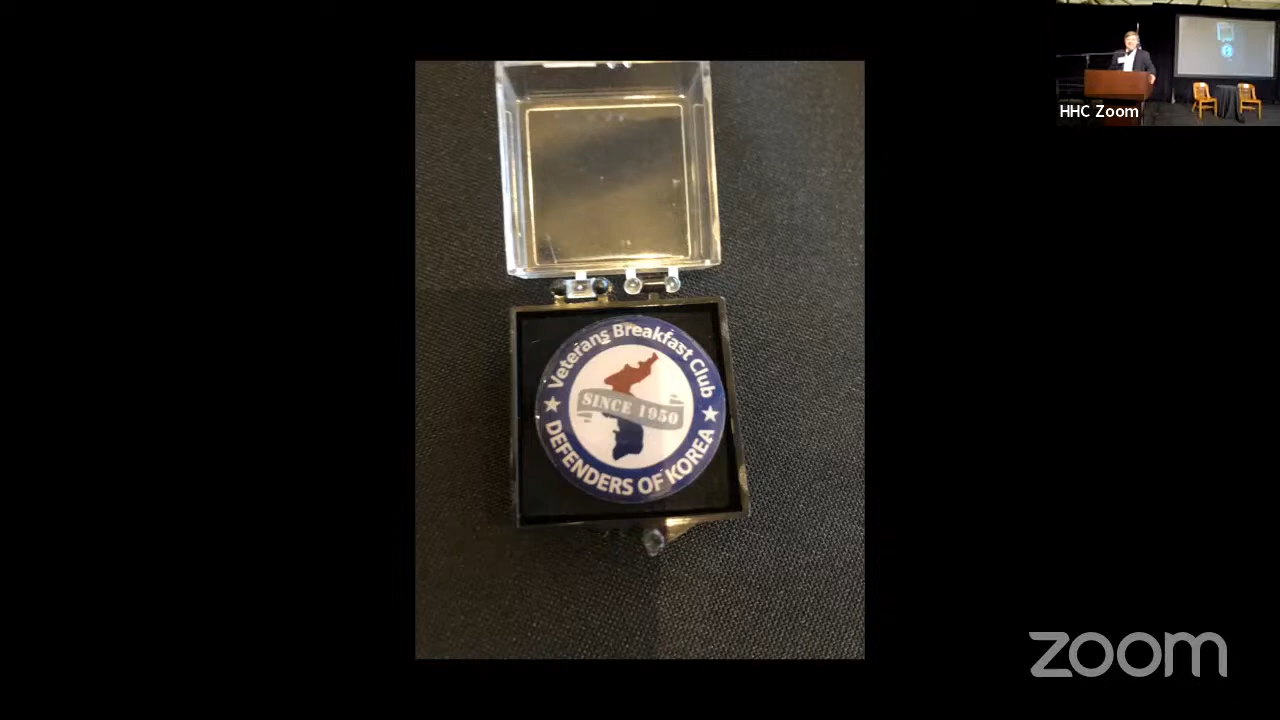 HHC Zoom
Veterans Breakfast Club
SINCE 1950
DEFENDERS OF KOREA
zoom